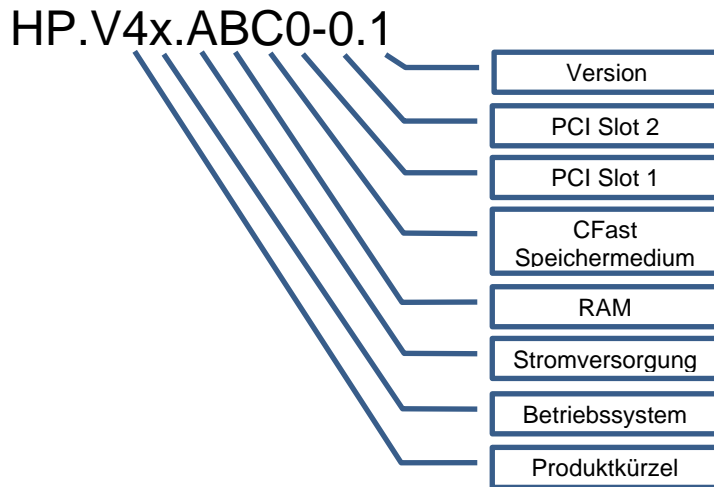 HP.V4x.ABC0-0.1
Version
PCI Slot 2
PCI Slot 1
CFast
Speichermedium
RAM
Stromversorgung
Betriebssystem
Produktkürzel